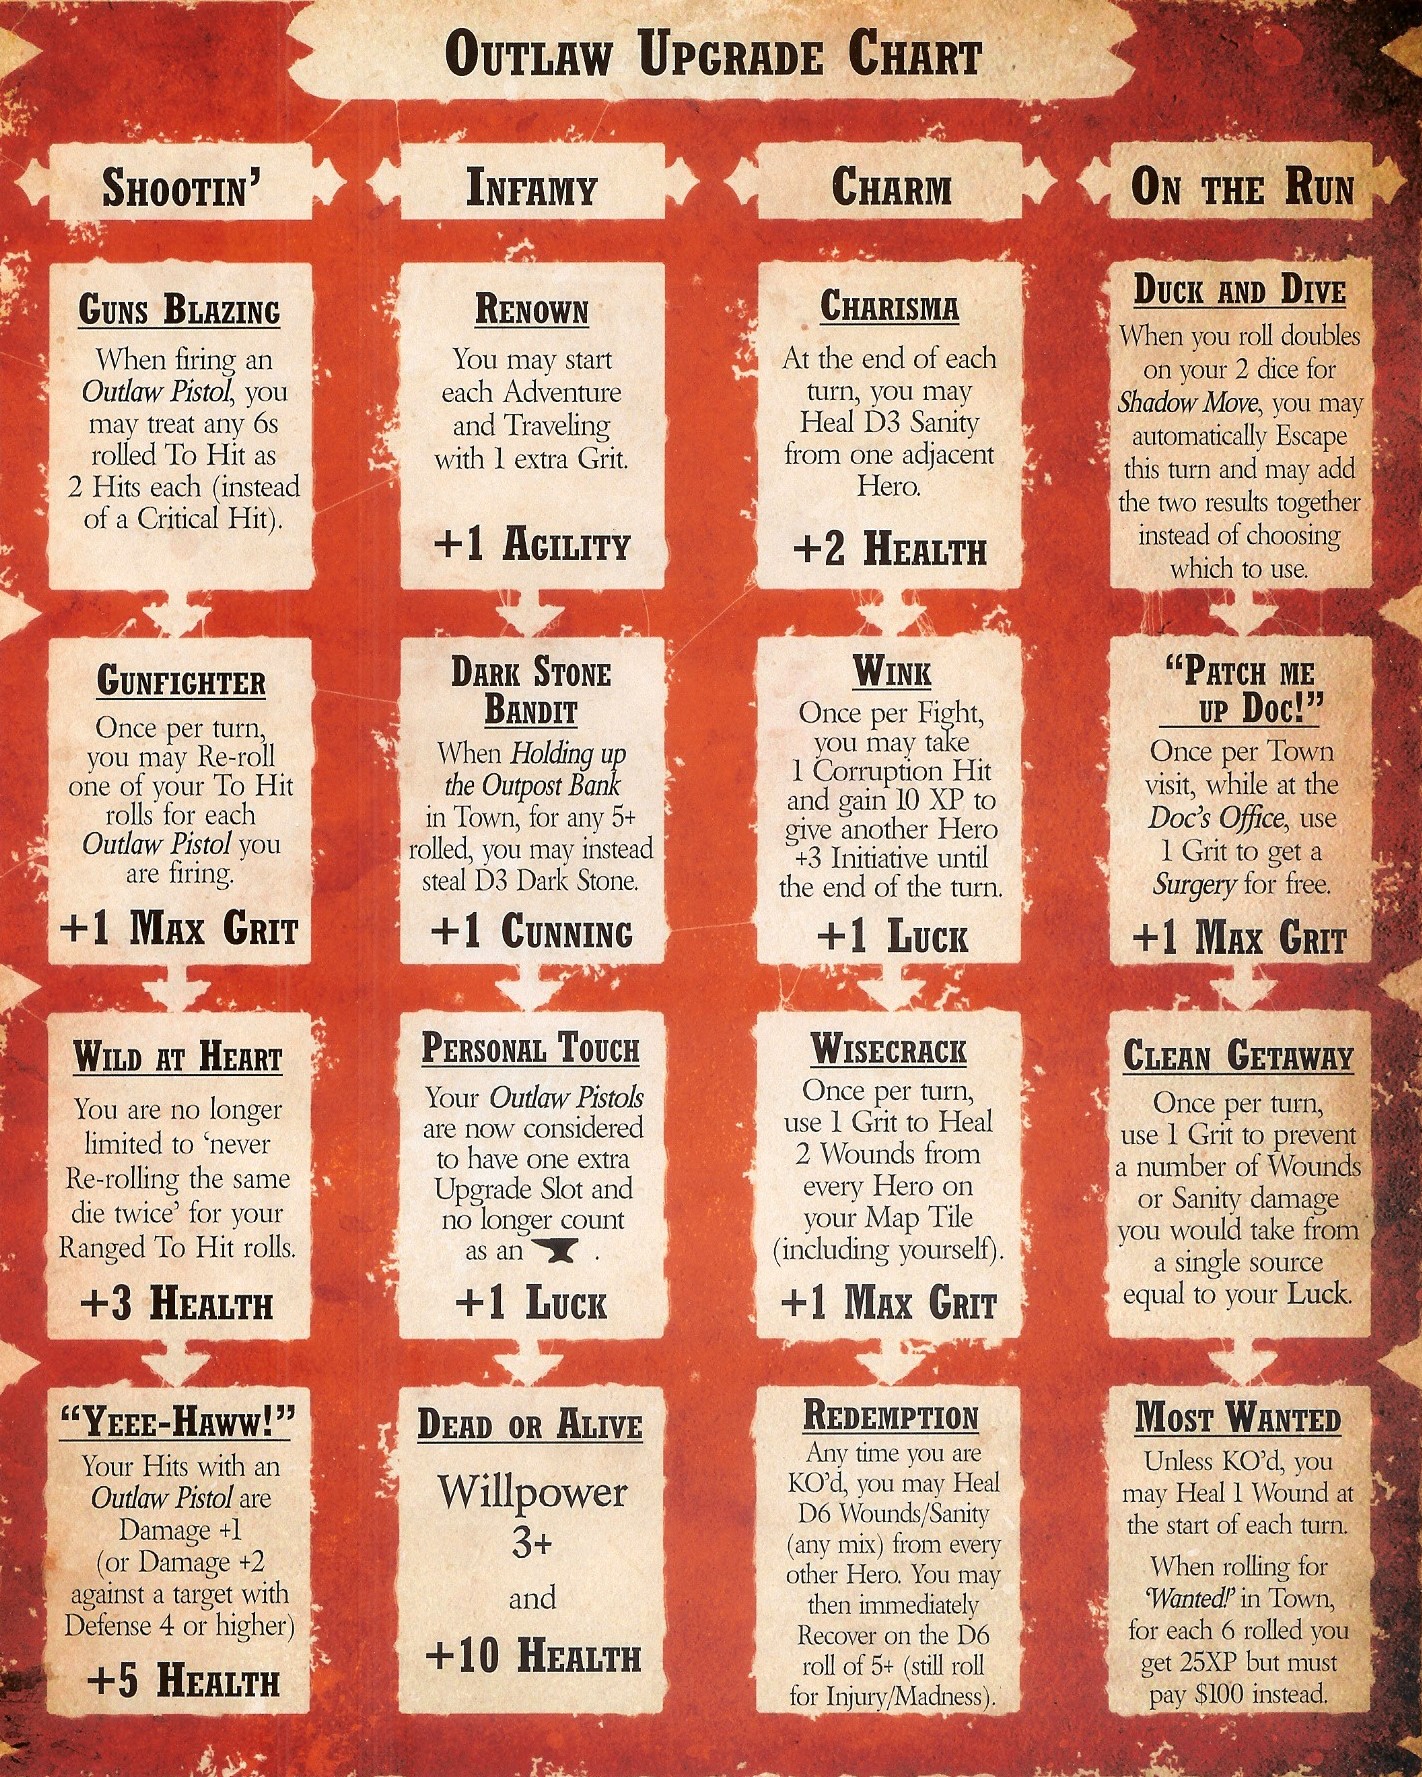 Outlaw Upgrade Chart
Shootin'
Guns Blazing
When firing an
Outlaw Pistol, you
may treat any 6s
rolled To Hit as
2 Hits each (instead
of a Critical Hit).
Gunfighter
Once per turn,
you may Re-roll
one of your To Hit
rolls for each
Outlaw Pistol you
are firing.
+1 Max Grit
Wild at Heart
You are no longer
limited to ‘never
Re-rolling the same
die twice’ for your
Ranged To Hit rolls.
+3 Health
“Yeee-Haww!”
Your Hits with an
Outlaw Pistol are
Damage +1
(or Damage +2
against a target with
Defense 4 or higher)
+5 Health
Infamy
Renown
You may start
each Adventure
and Traveling
with 1 extra Grit.
+1 Agility
Dark Stone
Bandit
When Holding up
the Outpost Bank
in Town, for any 5+
rolled, you may instead
steal D3 Dark Stone.
+1 Cunning
Personal Touch
Your Outlaw Pistols
are now considered
to have one extra
Upgrade Slot and
no longer count
as an .
+1 Luck
Dead or Alive
Willpower
3+
and
+10 Health
Charm
Charisma
At the end of each
turn, you may
Heal D3 Sanity
from one adjacent
Hero.
+2 Health
Wink
Once per Fight,
you may take
1 Corruption Hit
and gain 10 XP to
give another Hero
+3 Initiative until
the end of the turn.
+1 Luck
Wisecrack
Once per turn,
use 1 Grit to Heal
2 Wounds from
every Hero on
your Map Tile
(including yourself).
+1 Max Grit
Redemption
Any time you are
KO’d, you may Heal
D6 Wounds/Sanity
(any mix) from every
other Hero. You may
then immediately
Recover on the D6
roll of 5+ (still roll
for Injury/Madness).
On the Run
Duck and Dive
When you roll doubles
on your 2 dice for
Shadow Move, you may
automatically Escape
this turn and may add
the two results together
instead of choosing
which to use.
“Patch me
up Doc!”
Once per Town
visit, while at the
Doc’s Office, use
1 Grit to get a
Surgery for free.
+1 Max Grit
Clean Getaway
Once per turn,
use 1 Grit to prevent
a number of Wounds
or Sanity damage
you would take from
a single source
equal to your Luck.
Most Wanted
Unless KO’d, you
may Heal 1 Wound at
the start of each turn.
When rolling for
‘Wanted!’ in Town,
for each 6 rolled you
get 25XP but must
pay $100 instead.